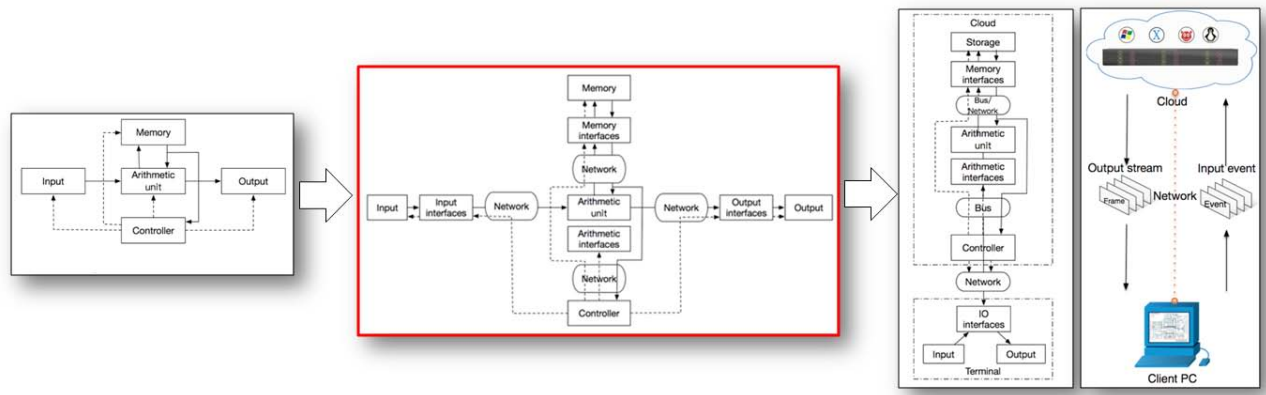 Memory
Input
Arithmetic
unit
Output
Controller
Memory
Memory
interfaces
Network
Input
Input
interfaces
Network
Arithmetic
unit
Network
Output
interfaces
Output
Arithmetic
interfaces
Network
Controller
Cloud
Storage
Memory
interfaces
Bus/
Network
Arithmetic
unit
Arithmetic
interfaces
Bus
Controller
Network
IO
interfaces
Input
Output
Terminal
Cloud
Output stream
Input event
Frame
Network
Event
Client PC